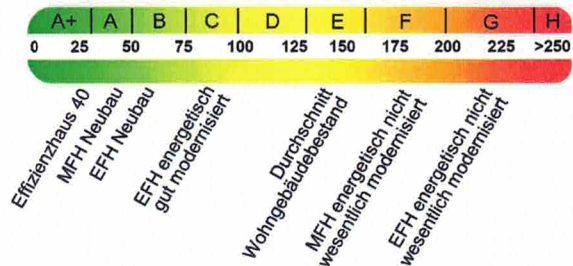 A+ A B C D E F G H
0 25 50 75 100 125 150 175 200 225 >250
Effizienzhaus 40
MFH Neubau
EFH Neubau
EFH energetisch
gut modernisiert
Durchschnitt
Wohngebäudebestand
MFH energetisch nicht
wesentlich modernisiert
EFH energetisch nicht
wesentlich modernisiert